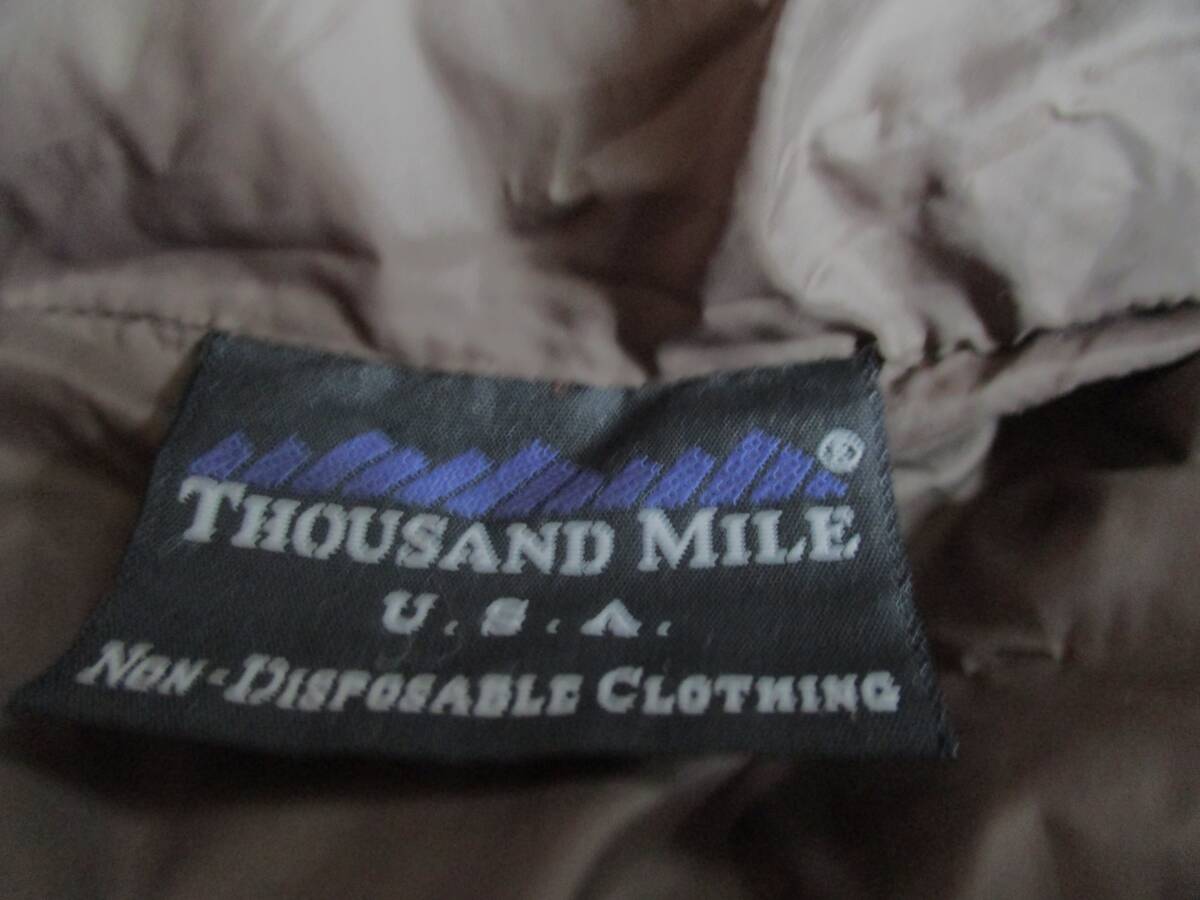 ®
THOUSAND MILE
U.S.A.
NON-DISPOSABLE CLOTHING